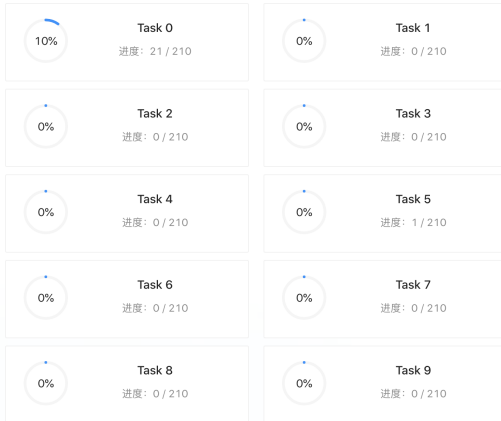 10%
Task 0
进度：21 / 210
0%
Task 1
进度：0 / 210
0%
Task 2
进度：0 / 210
0%
Task 3
进度：0 / 210
0%
Task 4
进度：0 / 210
0%
Task 5
进度：1 / 210
0%
Task 6
进度：0 / 210
0%
Task 7
进度：0 / 210
0%
Task 8
进度：0 / 210
0%
Task 9
进度：0 / 210